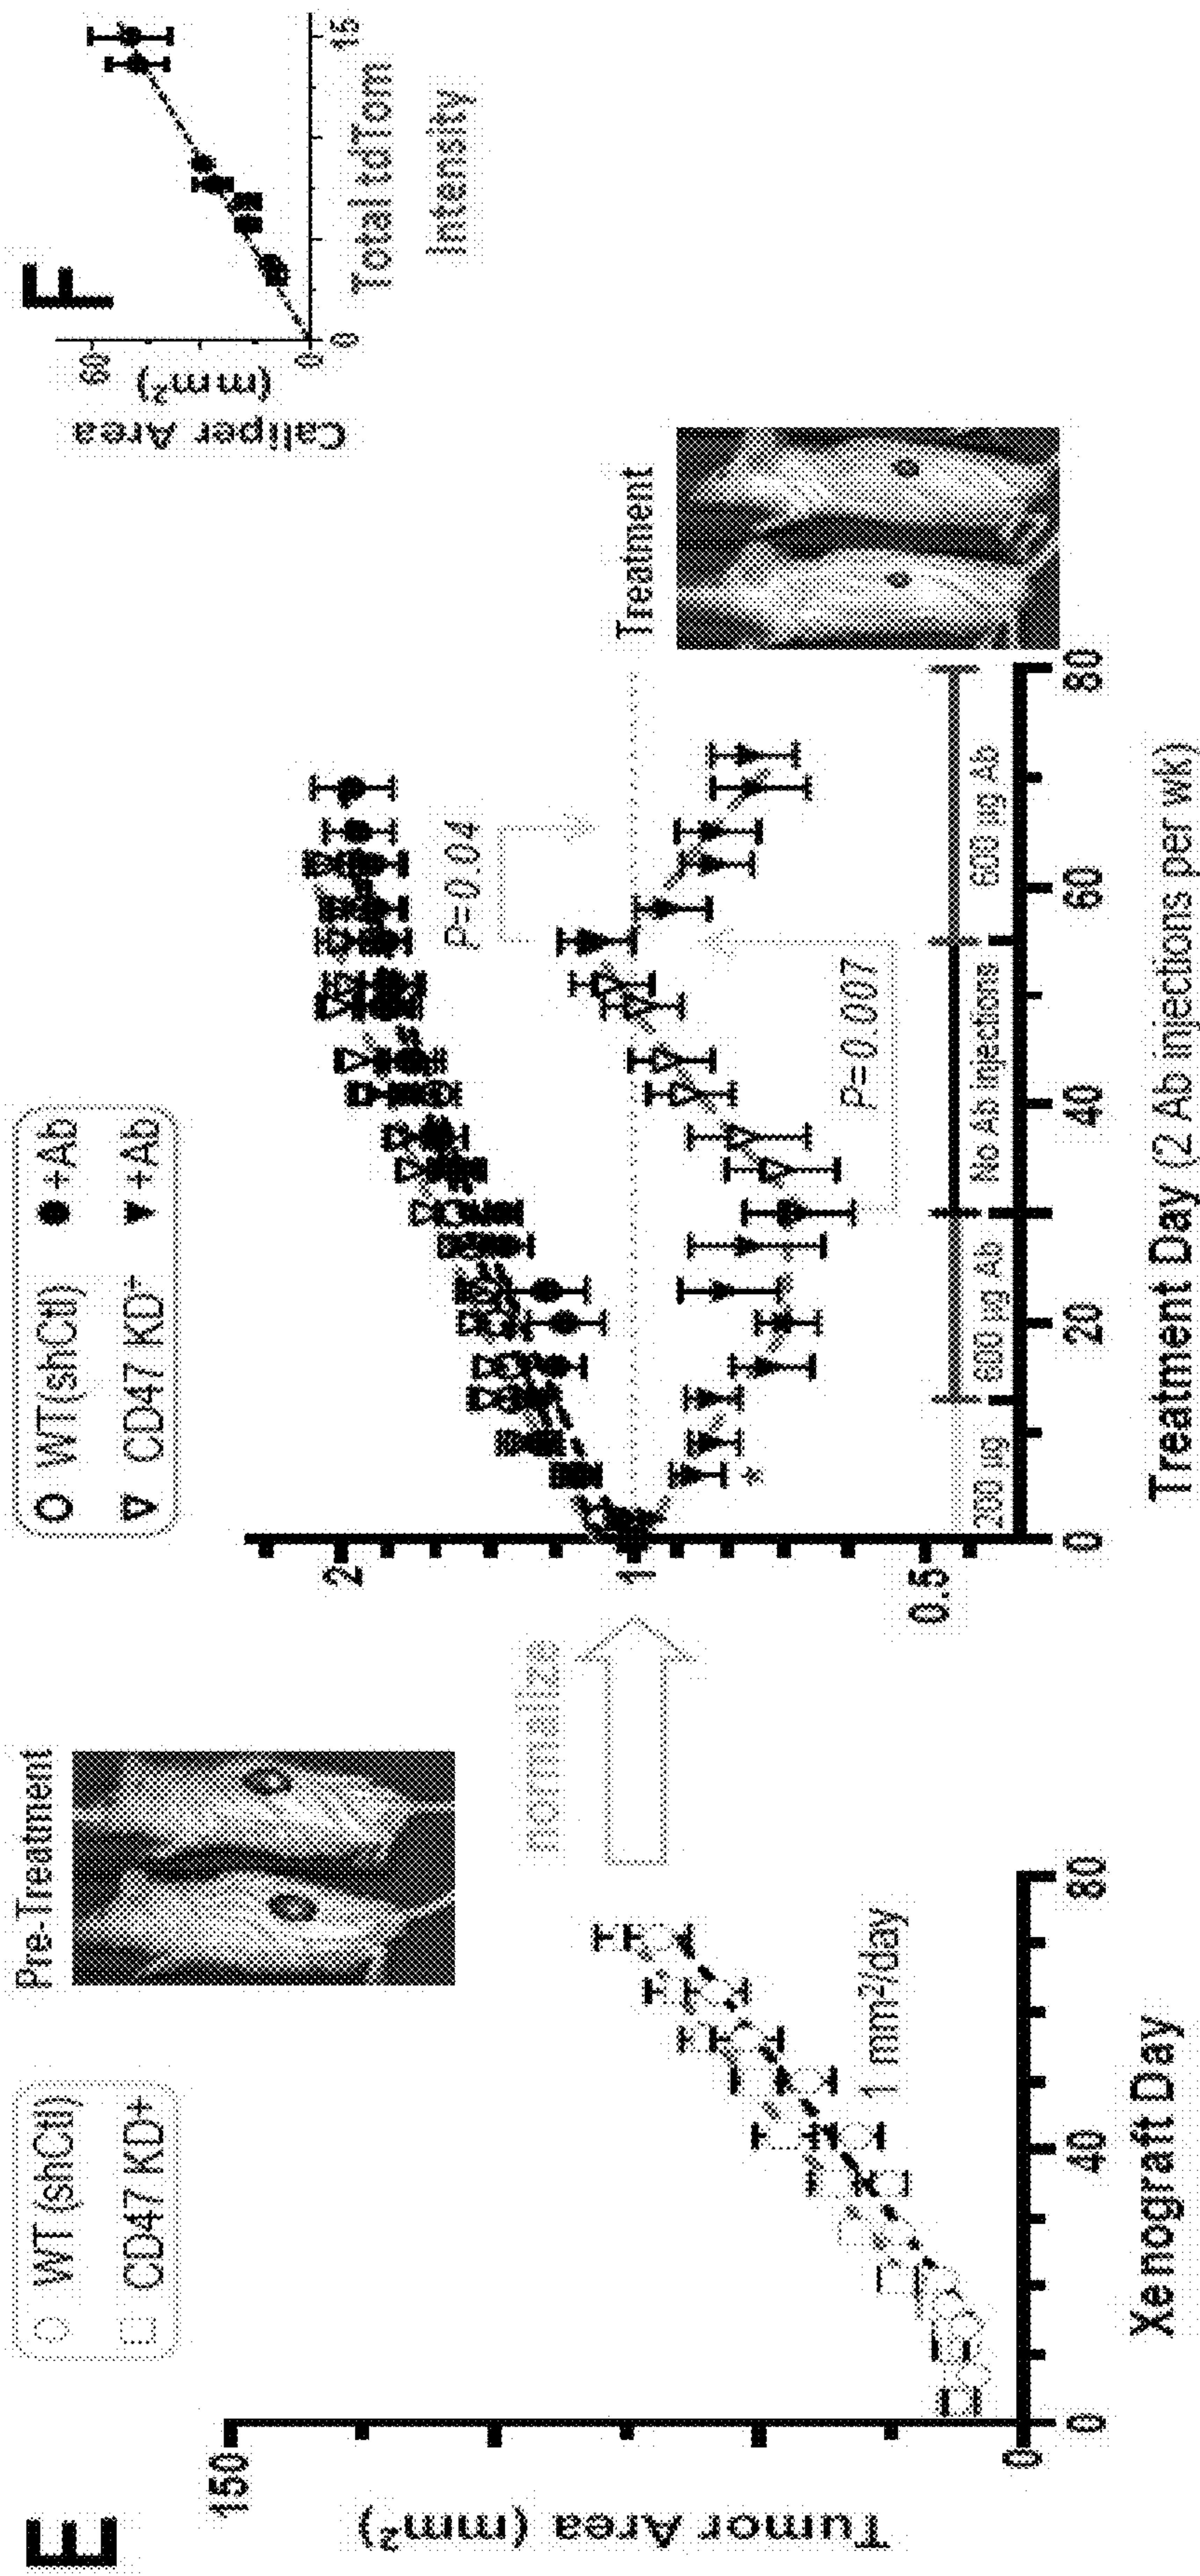 E
WT (shCtl)
CD47 KD+
Pre-Treatment
150
0
Tumor Area (mm²)
0
40
80
Xenograft Day
1 mm²/day
normalize
WT(shCtl)
+Ab
CD47 KD⁺
+Ab
2
1
0.5
P=0.04
P=0.007
*
200 µg
600 µg Ab
No Ab injections
600 µg Ab
0
20
40
60
80
Treatment Day (2 Ab injections per wk)
Treatment
F
Caliper Area
(mm²)
60
0
0
15
Total tdTom
Intensity